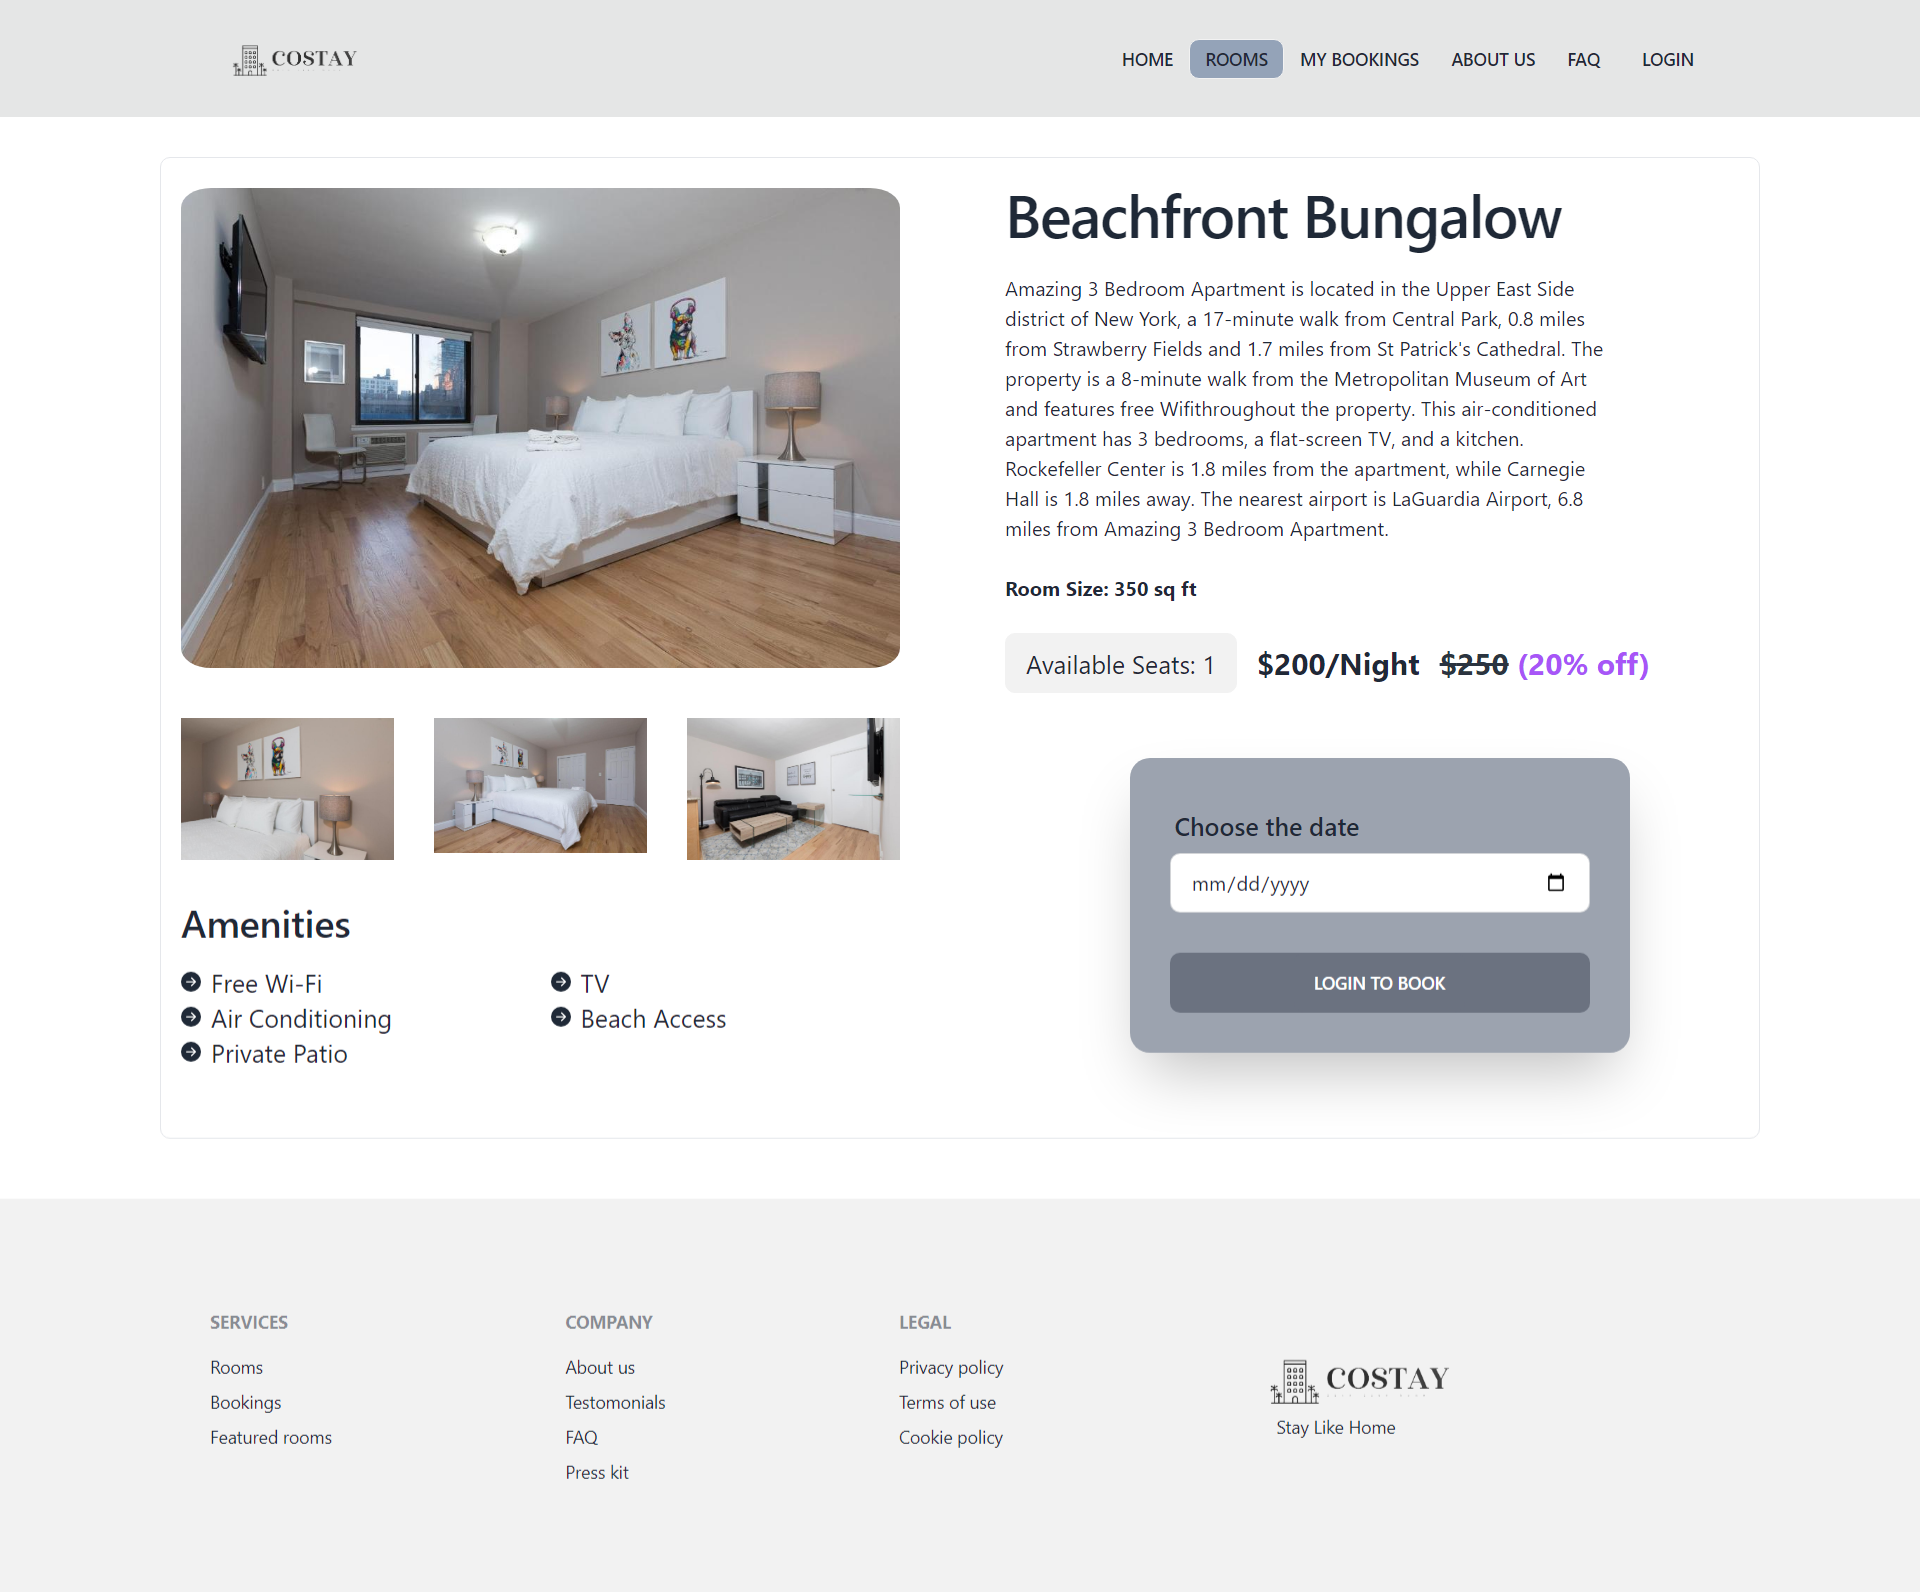 COSTAY
HOME
ROOMS
MY BOOKINGS
ABOUT US
FAQ
LOGIN
Beachfront Bungalow
Amazing 3 Bedroom Apartment is located in the Upper East Side
district of New York, a 17-minute walk from Central Park, 0.8 miles
from Strawberry Fields and 1.7 miles from St Patrick's Cathedral. The
property is a 8-minute walk from the Metropolitan Museum of Art
and features free Wifithroughout the property. This air-conditioned
apartment has 3 bedrooms, a flat-screen TV, and a kitchen.
Rockefeller Center is 1.8 miles from the apartment, while Carnegie
Hall is 1.8 miles away. The nearest airport is LaGuardia Airport, 6.8
miles from Amazing 3 Bedroom Apartment.
Room Size: 350 sq ft
Available Seats: 1
$200/Night
$250 (20% off)
Choose the date
mm/dd/yyyy
LOGIN TO BOOK
Amenities
Free Wi-Fi
TV
Air Conditioning
Beach Access
Private Patio
SERVICES
Rooms
Bookings
Featured rooms
COMPANY
About us
Testomonials
FAQ
Press kit
LEGAL
Privacy policy
Terms of use
Cookie policy
COSTAY
Stay Like Home